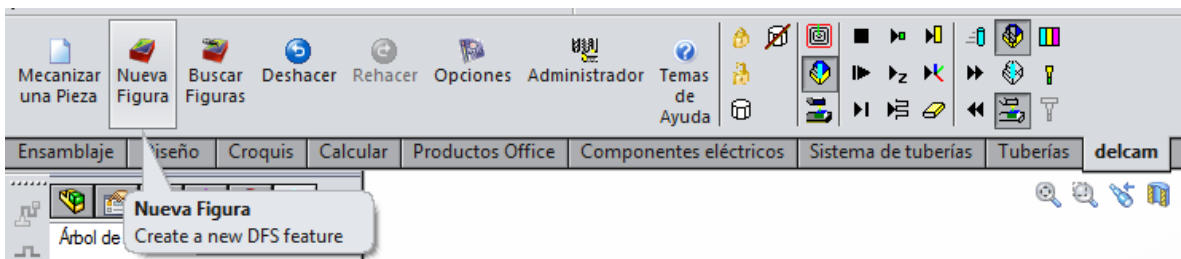 Mecanizar una Pieza
Nueva Figura
Buscar Figuras
Deshacer
Rehacer
Opciones
Administrador
Temas de Ayuda
Ensamblaje
Diseño
Croquis
Calcular
Productos Office
Componentes eléctricos
Sistema de tuberías
Tuberías
delcam
Nueva Figura
Create a new DFS feature
Árbol de